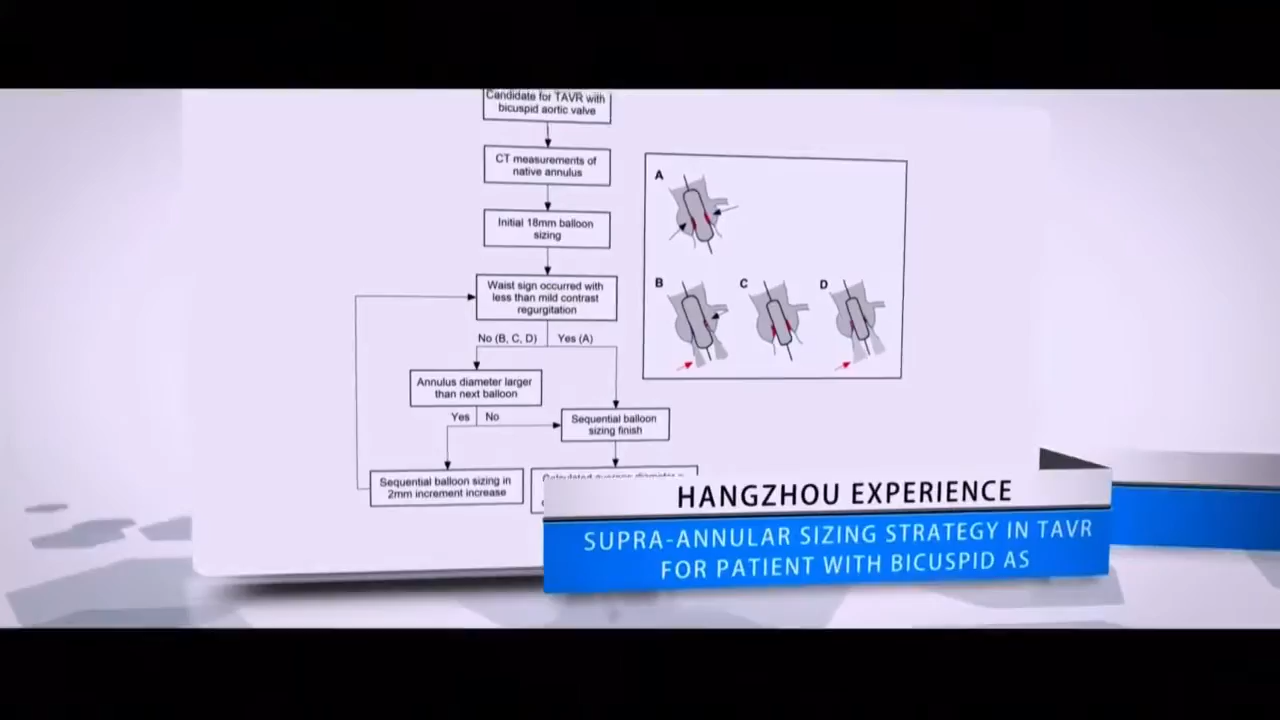 Candidate for TAVR with
bicuspid aortic valve
CT measurements of
native annulus
Initial 18mm balloon
sizing
Waist sign occurred with
less than mild contrast
regurgitation
No (B, C, D)
Yes (A)
Annulus diameter larger
than next balloon
Yes
No
Sequential balloon
sizing finish
Sequential balloon sizing in
2mm increment increase
A
B
C
D
HANGZHOU EXPERIENCE
SUPRA-ANNULAR SIZING STRATEGY IN TAVR
FOR PATIENT WITH BICUSPID AS